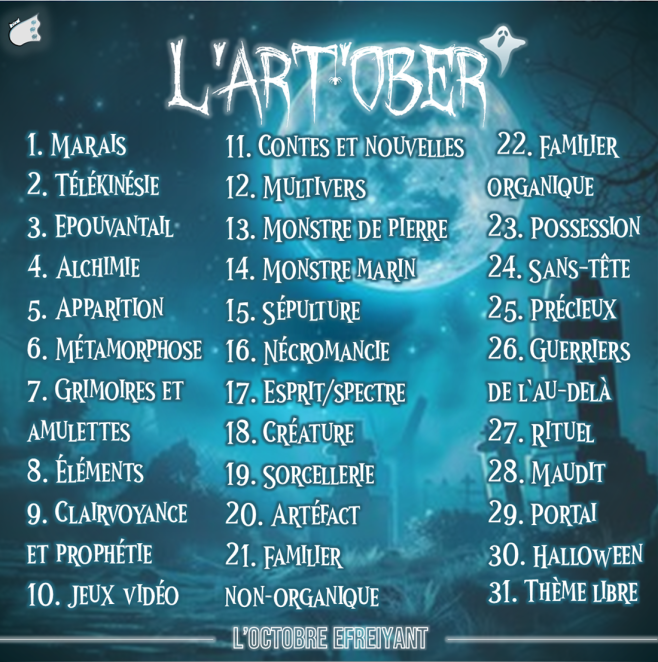 L'ART'OBER
1. MARAIS
2. TÉLÉKINÉSIE
3. EPOUVANTAIL
4. ALCHIMIE
5. APPARITION
6. MÉTAMORPHOSE
7. GRIMOIRES ET
AMULETTES
8. ÉLÉMENTS
9. CLAIRVOYANCE
ET PROPHÉTIE
10. JEUX VIDÉO
11. CONTES ET NOUVELLES
12. MULTIVERS
13. MONSTRE DE PIERRE
14. MONSTRE MARIN
15. SÉPULTURE
16. NÉCROMANCIE
17. ESPRIT/SPECTRE
18. CRÉATURE
19. SORCELLERIE
20. ARTÉFACT
21. FAMILIER
NON-ORGANIQUE
22. FAMILIER
ORGANIQUE
23. POSSESSION
24. SANS-TÊTE
25. PRÉCIEUX
26. GUERRIERS
DE L'AU-DELÀ
27. RITUEL
28. MAUDIT
29. PORTAI
30. HALLOWEEN
31. THÈME LIBRE
L'OCTOBRE EFREIYANT